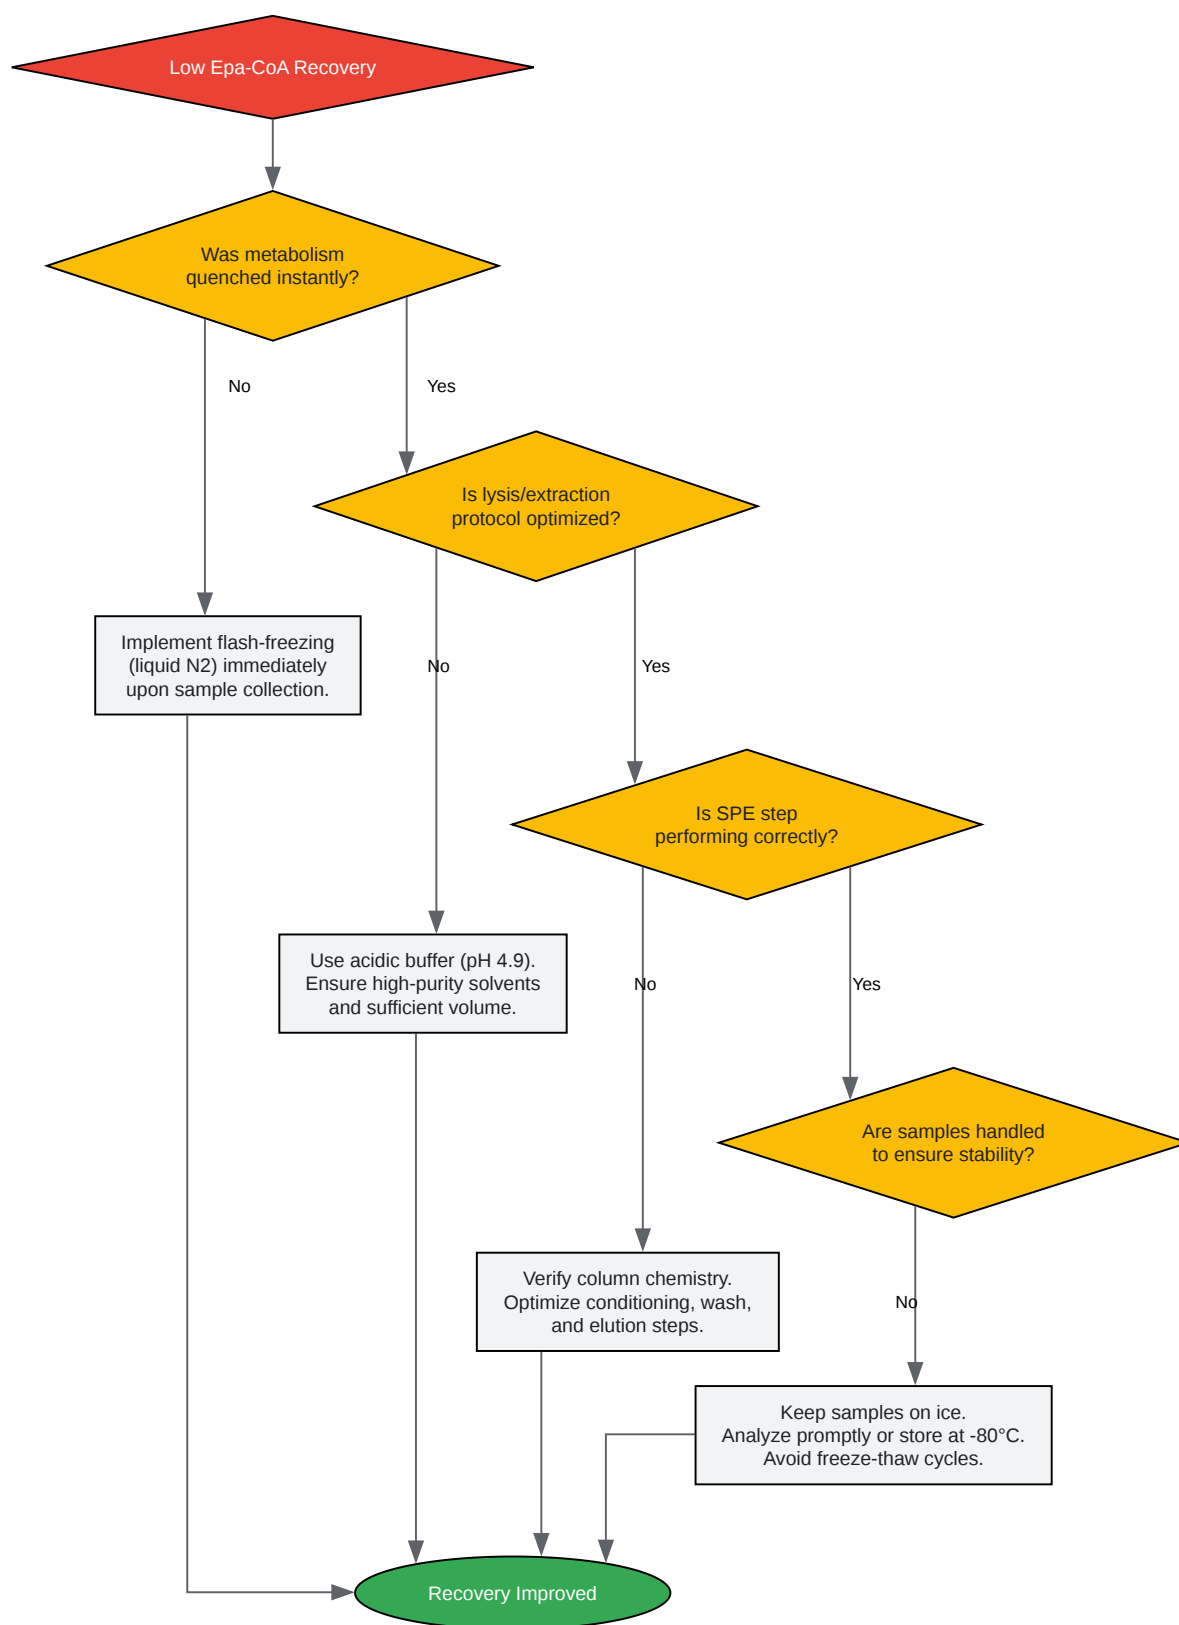 Low Epa-CoA Recovery
Was metabolism
quenched instantly?
No
Yes
Is lysis/extraction
protocol optimized?
Implement flash-freezing
(liquid N2) immediately
upon sample collection.
No
Yes
Is SPE step
performing correctly?
Use acidic buffer (pH 4.9).
Ensure high-purity solvents
and sufficient volume.
No
Yes
Are samples handled
to ensure stability?
Verify column chemistry.
Optimize conditioning, wash,
and elution steps.
No
Keep samples on ice.
Analyze promptly or store at -80°C.
Avoid freeze-thaw cycles.
Recovery Improved